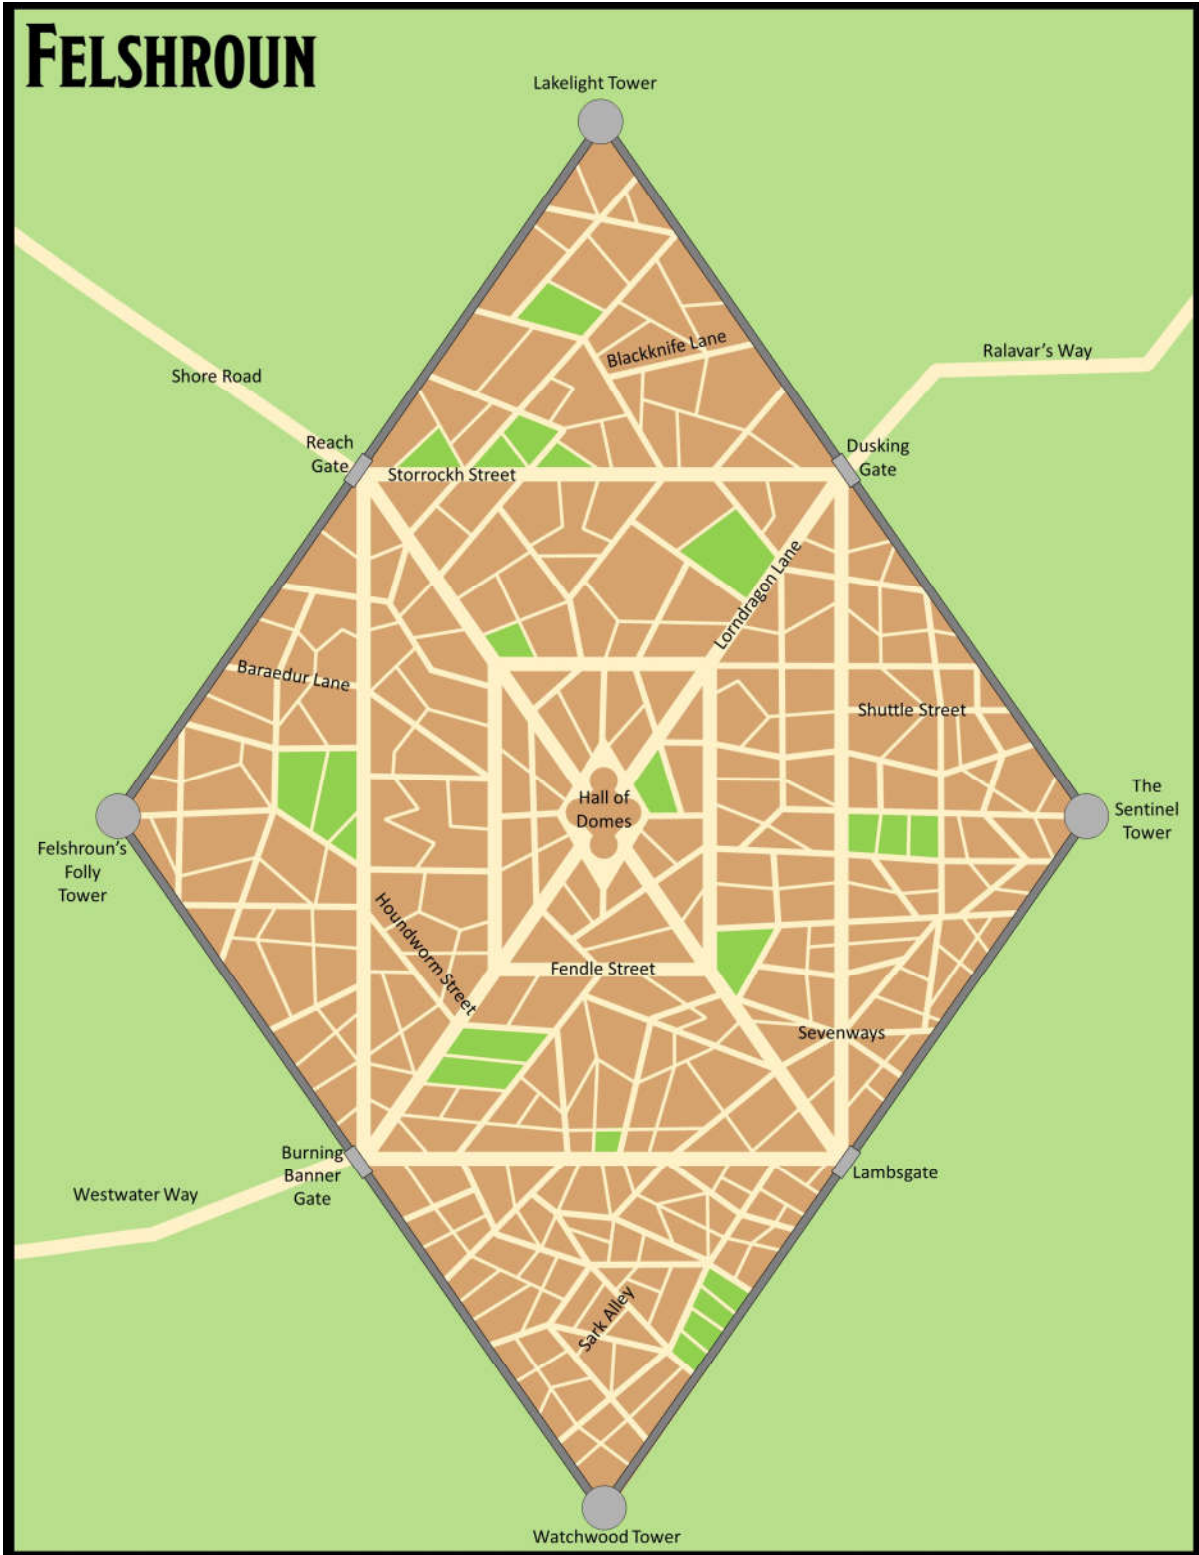 FELSHROUN
Lakelight Tower
Blackknife Lane
Ralavar's Way
Shore Road
Reach
Gate
Dusking
Gate
Storrockh Street
Lorndragon Lane
Baraedur Lane
Shuttle Street
Hall of
Domes
The
Sentinel
Tower
Felshroun's
Folly
Tower
Houndworm Street
Fendle Street
Sevenways
Burning
Banner
Gate
Lambsgate
Westwater Way
Sark Alley
Watchwood Tower